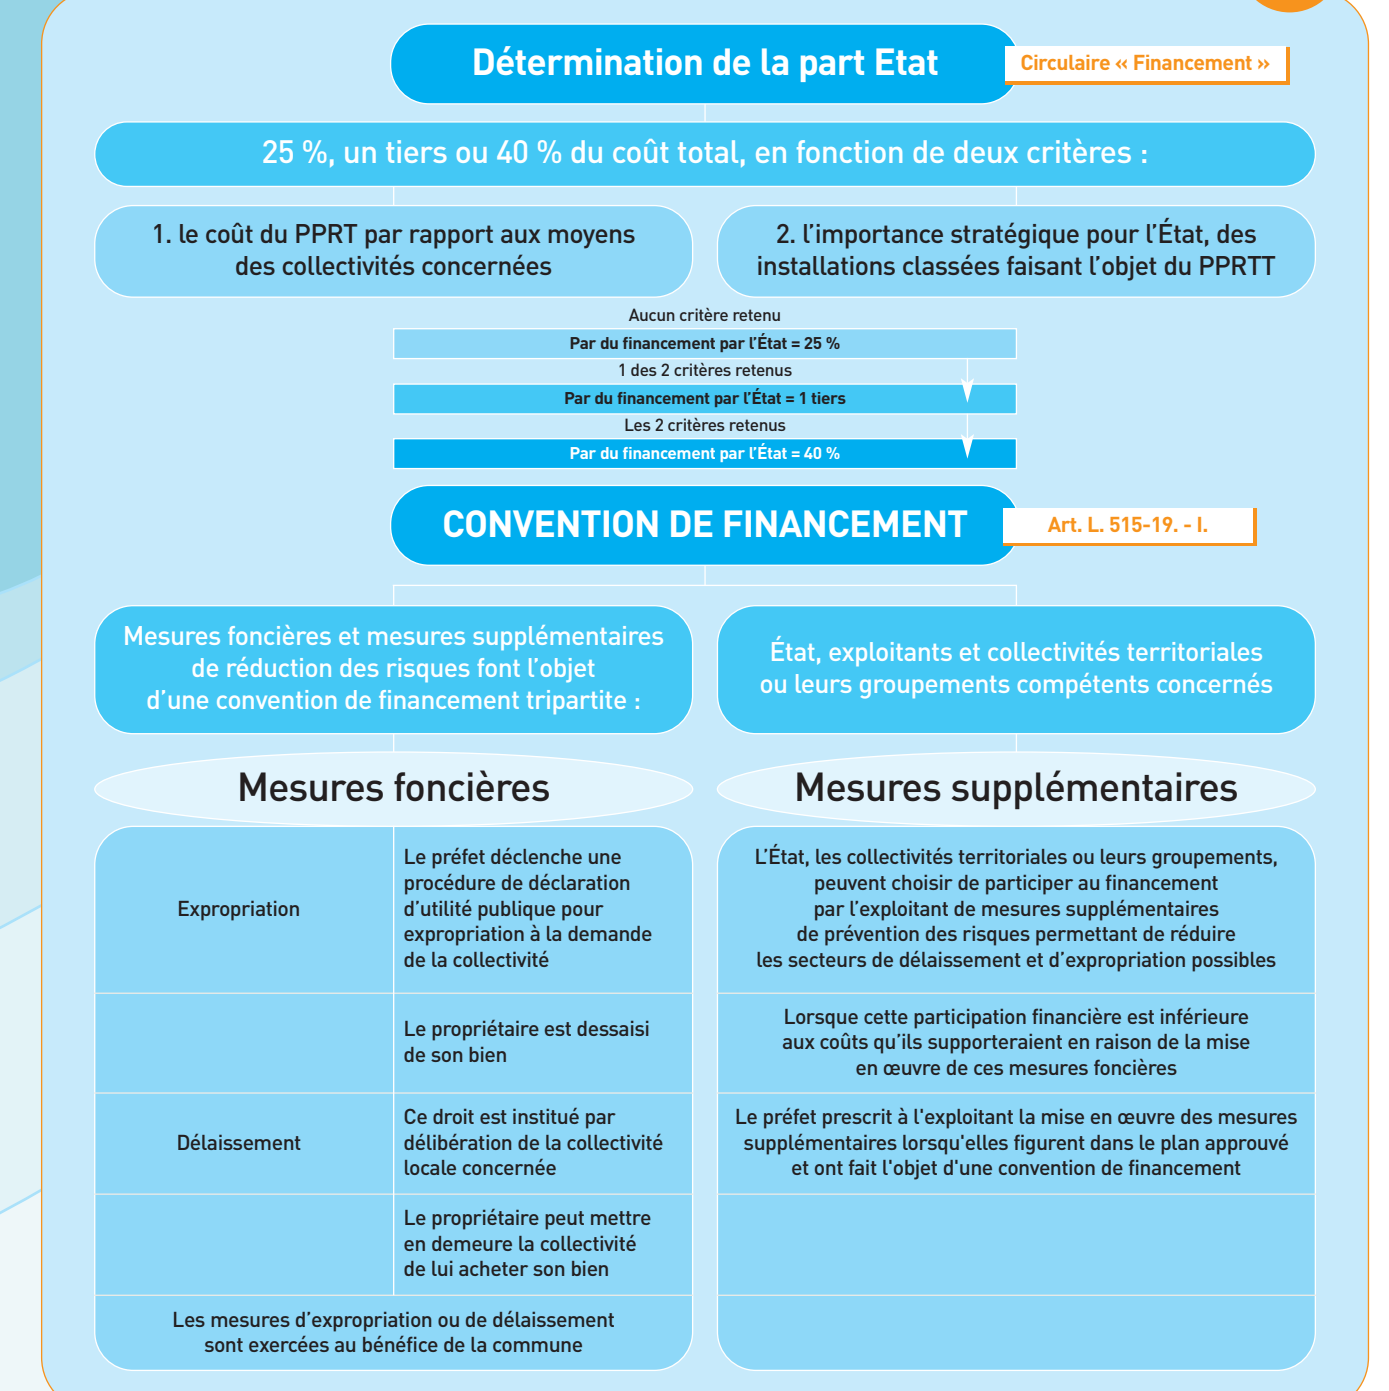 Détermination de la part Etat
Circulaire « Financement »
25 %, un tiers ou 40 % du coût total, en fonction de deux critères :
1. le coût du PPRT par rapport aux moyens
des collectivités concernées
2. l’importance stratégique pour l’État, des
installations classées faisant l’objet du PPRTT
Aucun critère retenu
Par du financement par l’État = 25 %
1 des 2 critères retenus
Par du financement par l’État = 1 tiers
Les 2 critères retenus
Par du financement par l’État = 40 %
CONVENTION DE FINANCEMENT
Art. L. 515-19. - I.
Mesures foncières et mesures supplémentaires
de réduction des risques font l’objet
d’une convention de financement tripartite :
État, exploitants et collectivités territoriales
ou leurs groupements compétents concernés
Mesures foncières
Expropriation
Le préfet déclenche une
procédure de déclaration
d’utilité publique pour
expropriation à la demande
de la collectivité
Le propriétaire est dessaisi
de son bien
Délaissement
Ce droit est institué par
délibération de la collectivité
locale concernée
Le propriétaire peut mettre
en demeure la collectivité
de lui acheter son bien
Les mesures d’expropriation ou de délaissement
sont exercées au bénéfice de la commune
Mesures supplémentaires
L’État, les collectivités territoriales ou leurs groupements,
peuvent choisir de participer au financement
par l’exploitant de mesures supplémentaires
de prévention des risques permettant de réduire
les secteurs de délaissement et d’expropriation possibles
Lorsque cette participation financière est inférieure
aux coûts qu’ils supporteraient en raison de la mise
en œuvre de ces mesures foncières
Le préfet prescrit à l'exploitant la mise en œuvre des mesures
supplémentaires lorsqu'elles figurent dans le plan approuvé
et ont fait l'objet d'une convention de financement